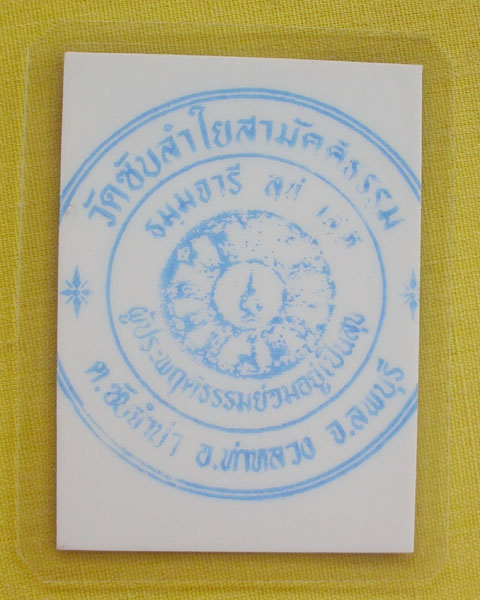 วัดซับลำใยสามัคคีธรรม
ธมมจารี สุขํ เสติ
ผู้ประพฤติธรรมย่อมอยู่เป็นสุข
ต.ซับจำปา อ.ท่าหลวง จ.ลพบุรี